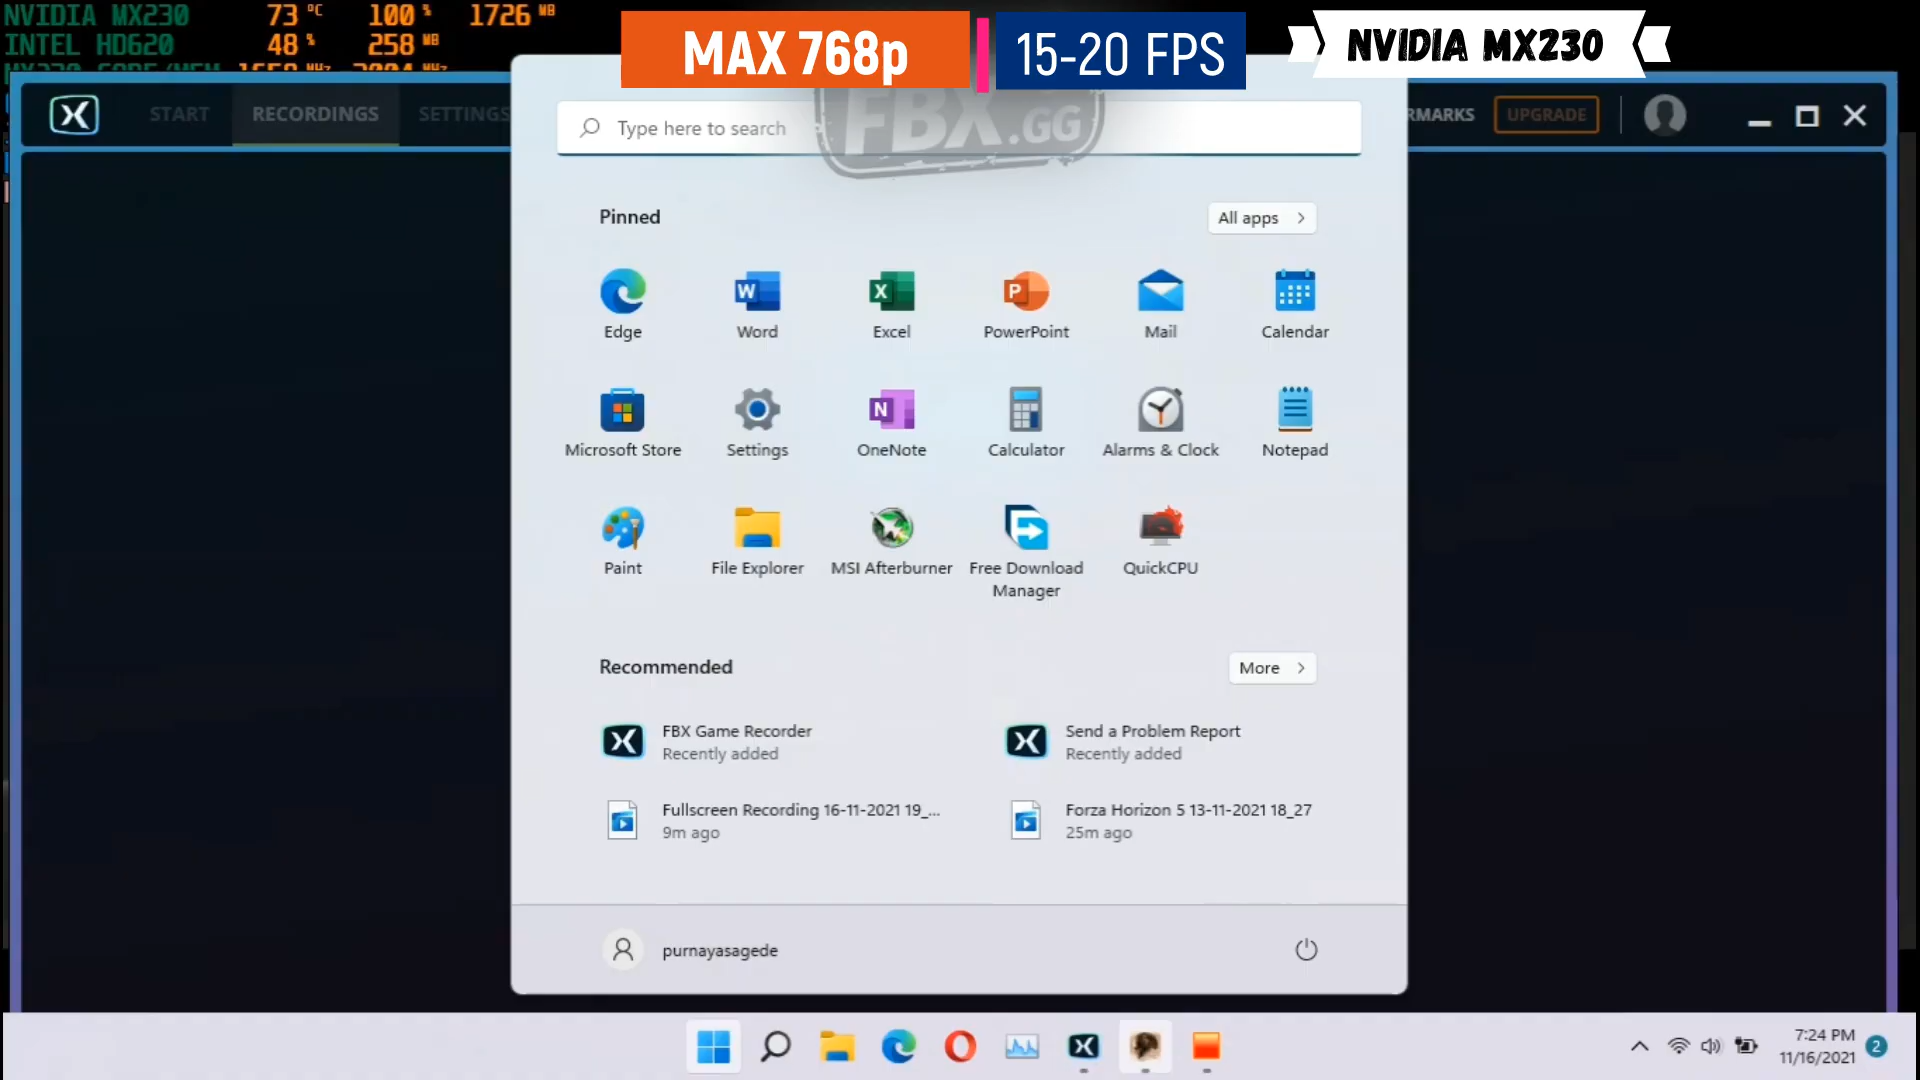 NVIDIA MX230 73 °C 100 % 1726 MB
INTEL HD620 48 % 258 MB
MAX 768p
15-20 FPS
NVIDIA MX230
START
RECORDINGS
SETTINGS
RMARKS
UPGRADE
FBX.GG
Type here to search
Pinned
All apps
Edge
Word
Excel
PowerPoint
Mail
Calendar
Microsoft Store
Settings
OneNote
Calculator
Alarms & Clock
Notepad
Paint
File Explorer
MSI Afterburner
Free Download
Manager
QuickCPU
Recommended
More
FBX Game Recorder
Recently added
Send a Problem Report
Recently added
Fullscreen Recording 16-11-2021 19_...
9m ago
Forza Horizon 5 13-11-2021 18_27
25m ago
purnayasagede
7:24 PM
11/16/2021
2